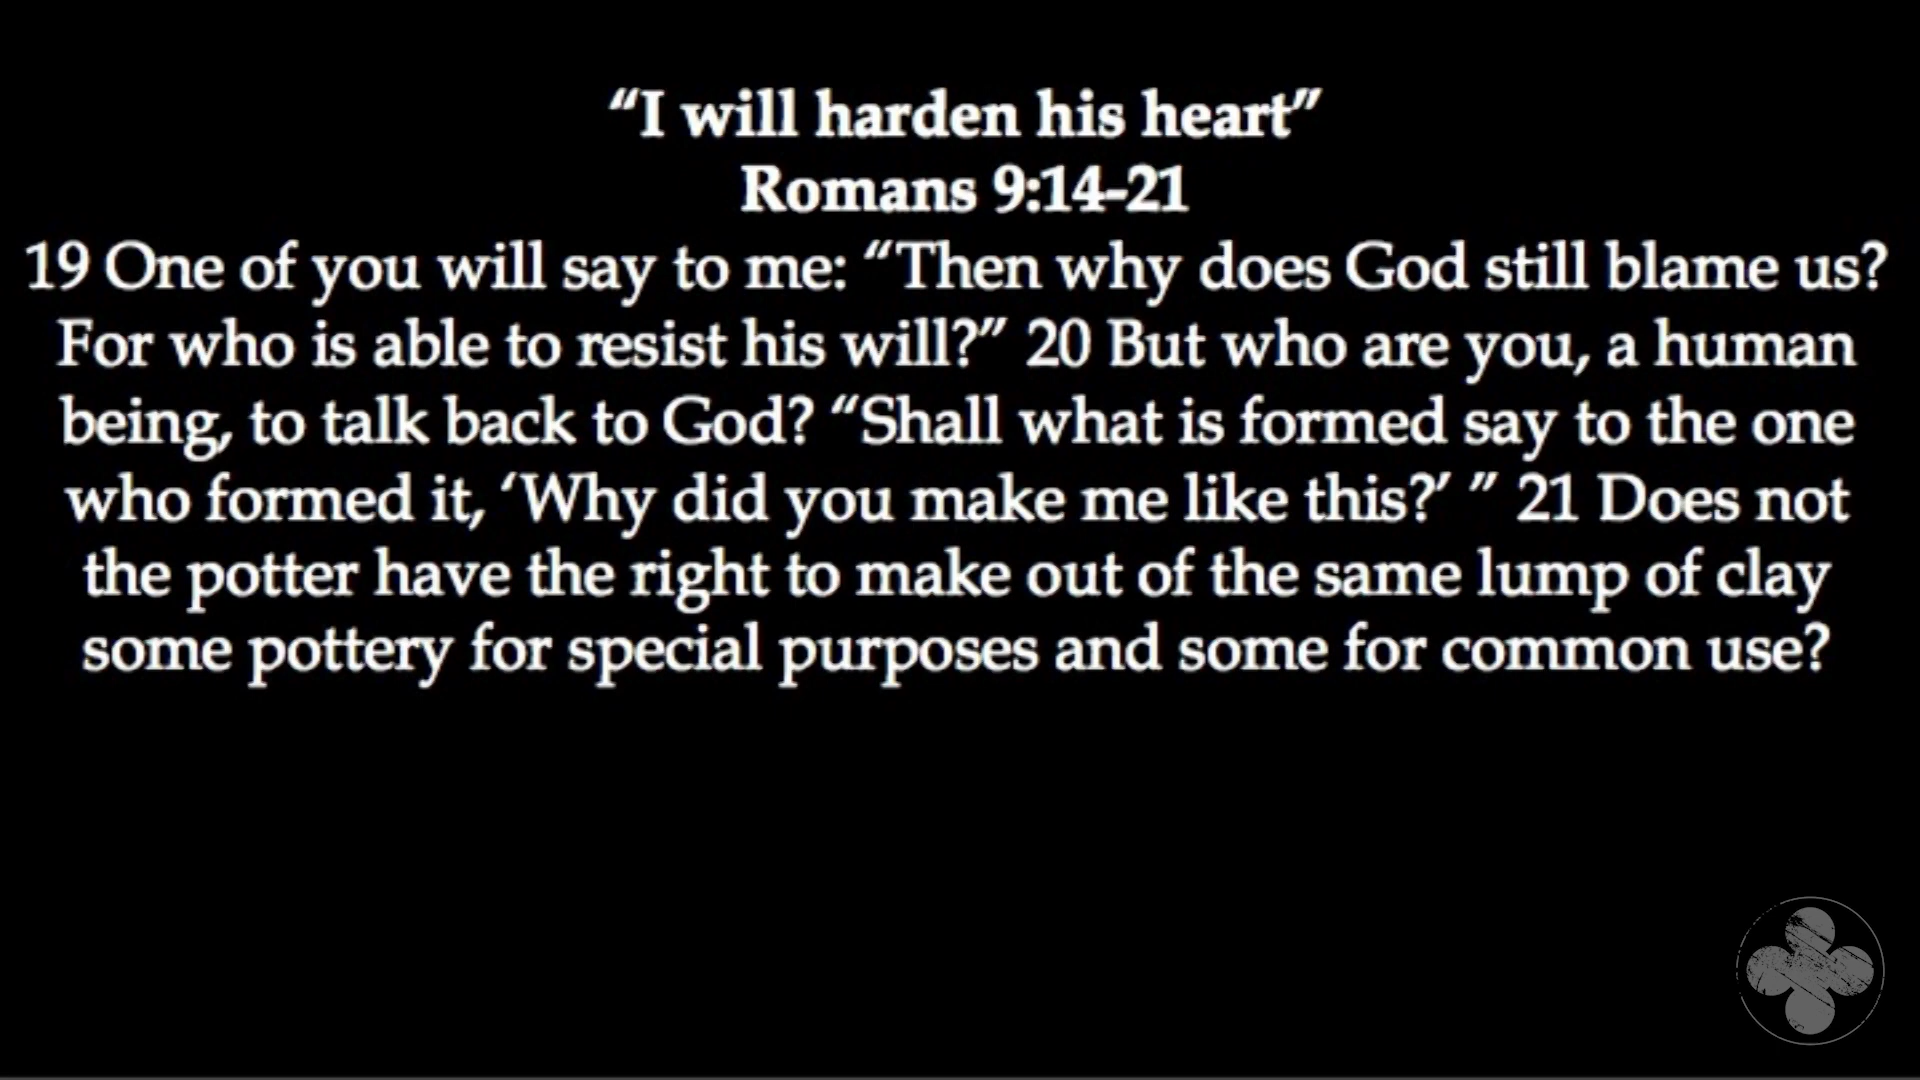 “I will harden his heart”
Romans 9:14-21
19 One of you will say to me: “Then why does God still blame us?
For who is able to resist his will?” 20 But who are you, a human
being, to talk back to God? “Shall what is formed say to the one
who formed it, ‘Why did you make me like this?’ ” 21 Does not
the potter have the right to make out of the same lump of clay
some pottery for special purposes and some for common use?